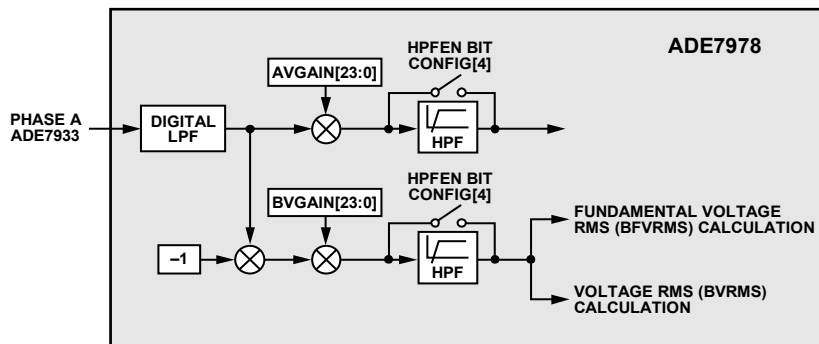 ADE7978
HPFEN BIT
CONFIG[4]
AVGAIN[23:0]
PHASE A
ADE7933
DIGITAL
LPF
HPF
HPFEN BIT
CONFIG[4]
BVGAIN[23:0]
–1
HPF
FUNDAMENTAL VOLTAGE
RMS (BFVRMS) CALCULATION
VOLTAGE RMS (BVRMS)
CALCULATION